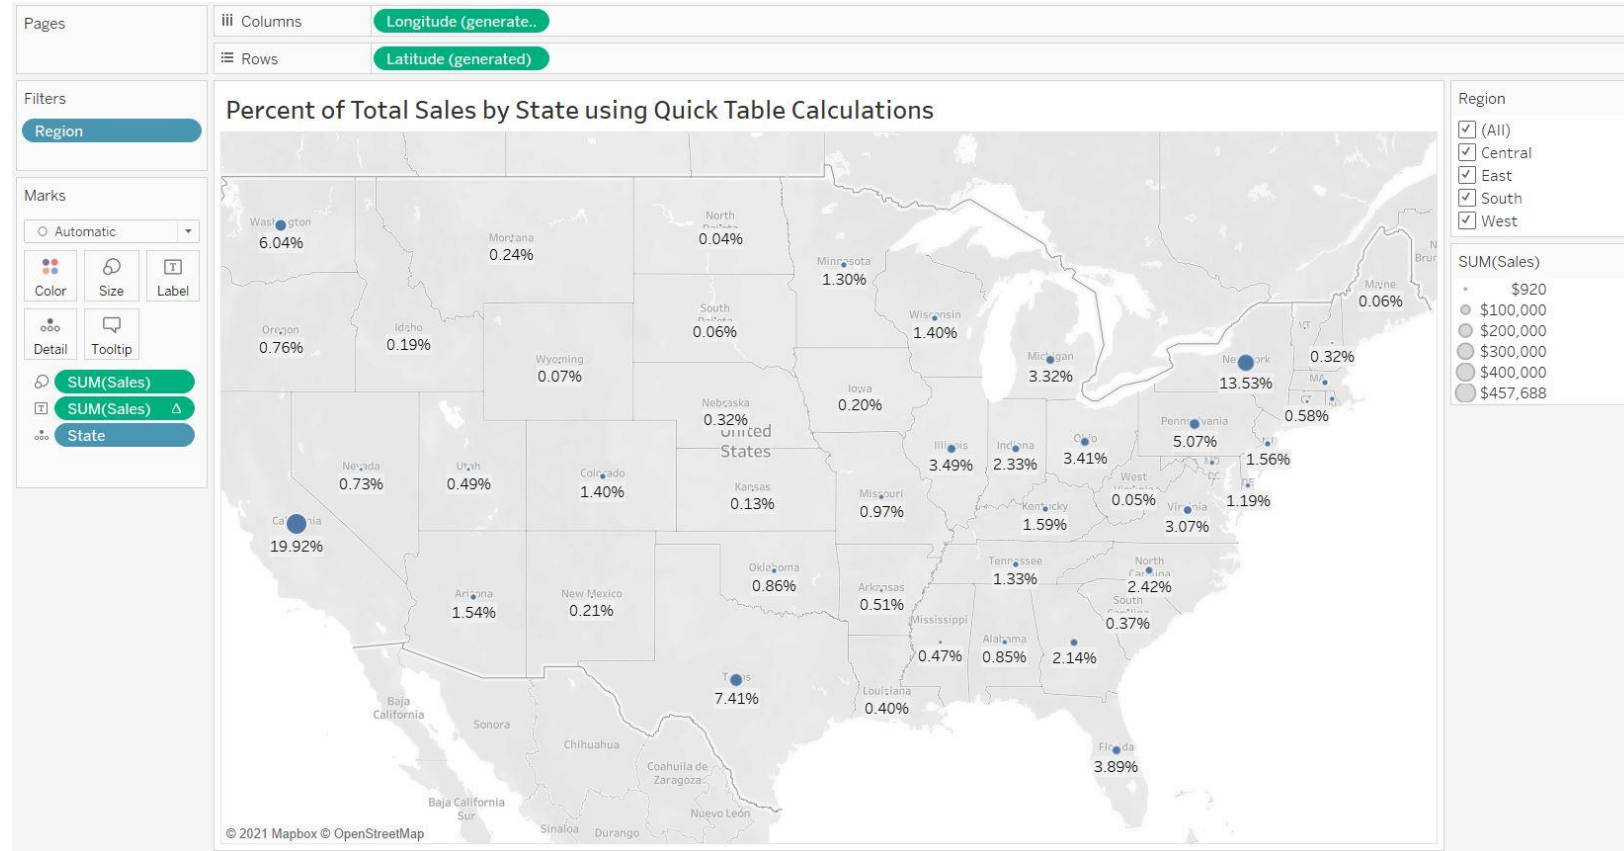 Pages
Columns
Longitude (generate..
Rows
Latitude (generated)
Filters
Region
Marks
Automatic
Color
Size
Label
Detail
Tooltip
SUM(Sales)
SUM(Sales)
State
Percent of Total Sales by State using Quick Table Calculations
6.04%
Montana
0.24%
North
0.04%
Minnesota
1.30%
Maine
0.06%
Oregon
0.76%
Idaho
0.19%
South
0.06%
Wisconsin
1.40%
Michigan
3.32%
VT
0.32%
13.53%
MA
Wyoming
0.07%
Iowa
0.20%
Nebraska
0.32%
United
States
CT
0.58%
5.07%
Nevada
0.73%
Utah
0.49%
Colorado
1.40%
Kansas
0.13%
Missouri
0.97%
Illinois
3.49%
Indiana
2.33%
Ohio
3.41%
West
0.05%
1.56%
DC
1.19%
Kentucky
1.59%
Virginia
3.07%
19.92%
Arizona
1.54%
New Mexico
0.21%
Oklahoma
0.86%
Arkansas
0.51%
Tennessee
1.33%
North
2.42%
South
0.37%
Mississippi
0.47%
Alabama
0.85%
2.14%
7.41%
Louisiana
0.40%
3.89%
Baja
California
Sonora
Chihuahua
Coahuila de
Zaragoza
Baja California
Sur
Sinaloa
Durango
Nuevo León
© 2021 Mapbox © OpenStreetMap
Region
(All)
Central
East
South
West
SUM(Sales)
$920
$100,000
$200,000
$300,000
$400,000
$457,688